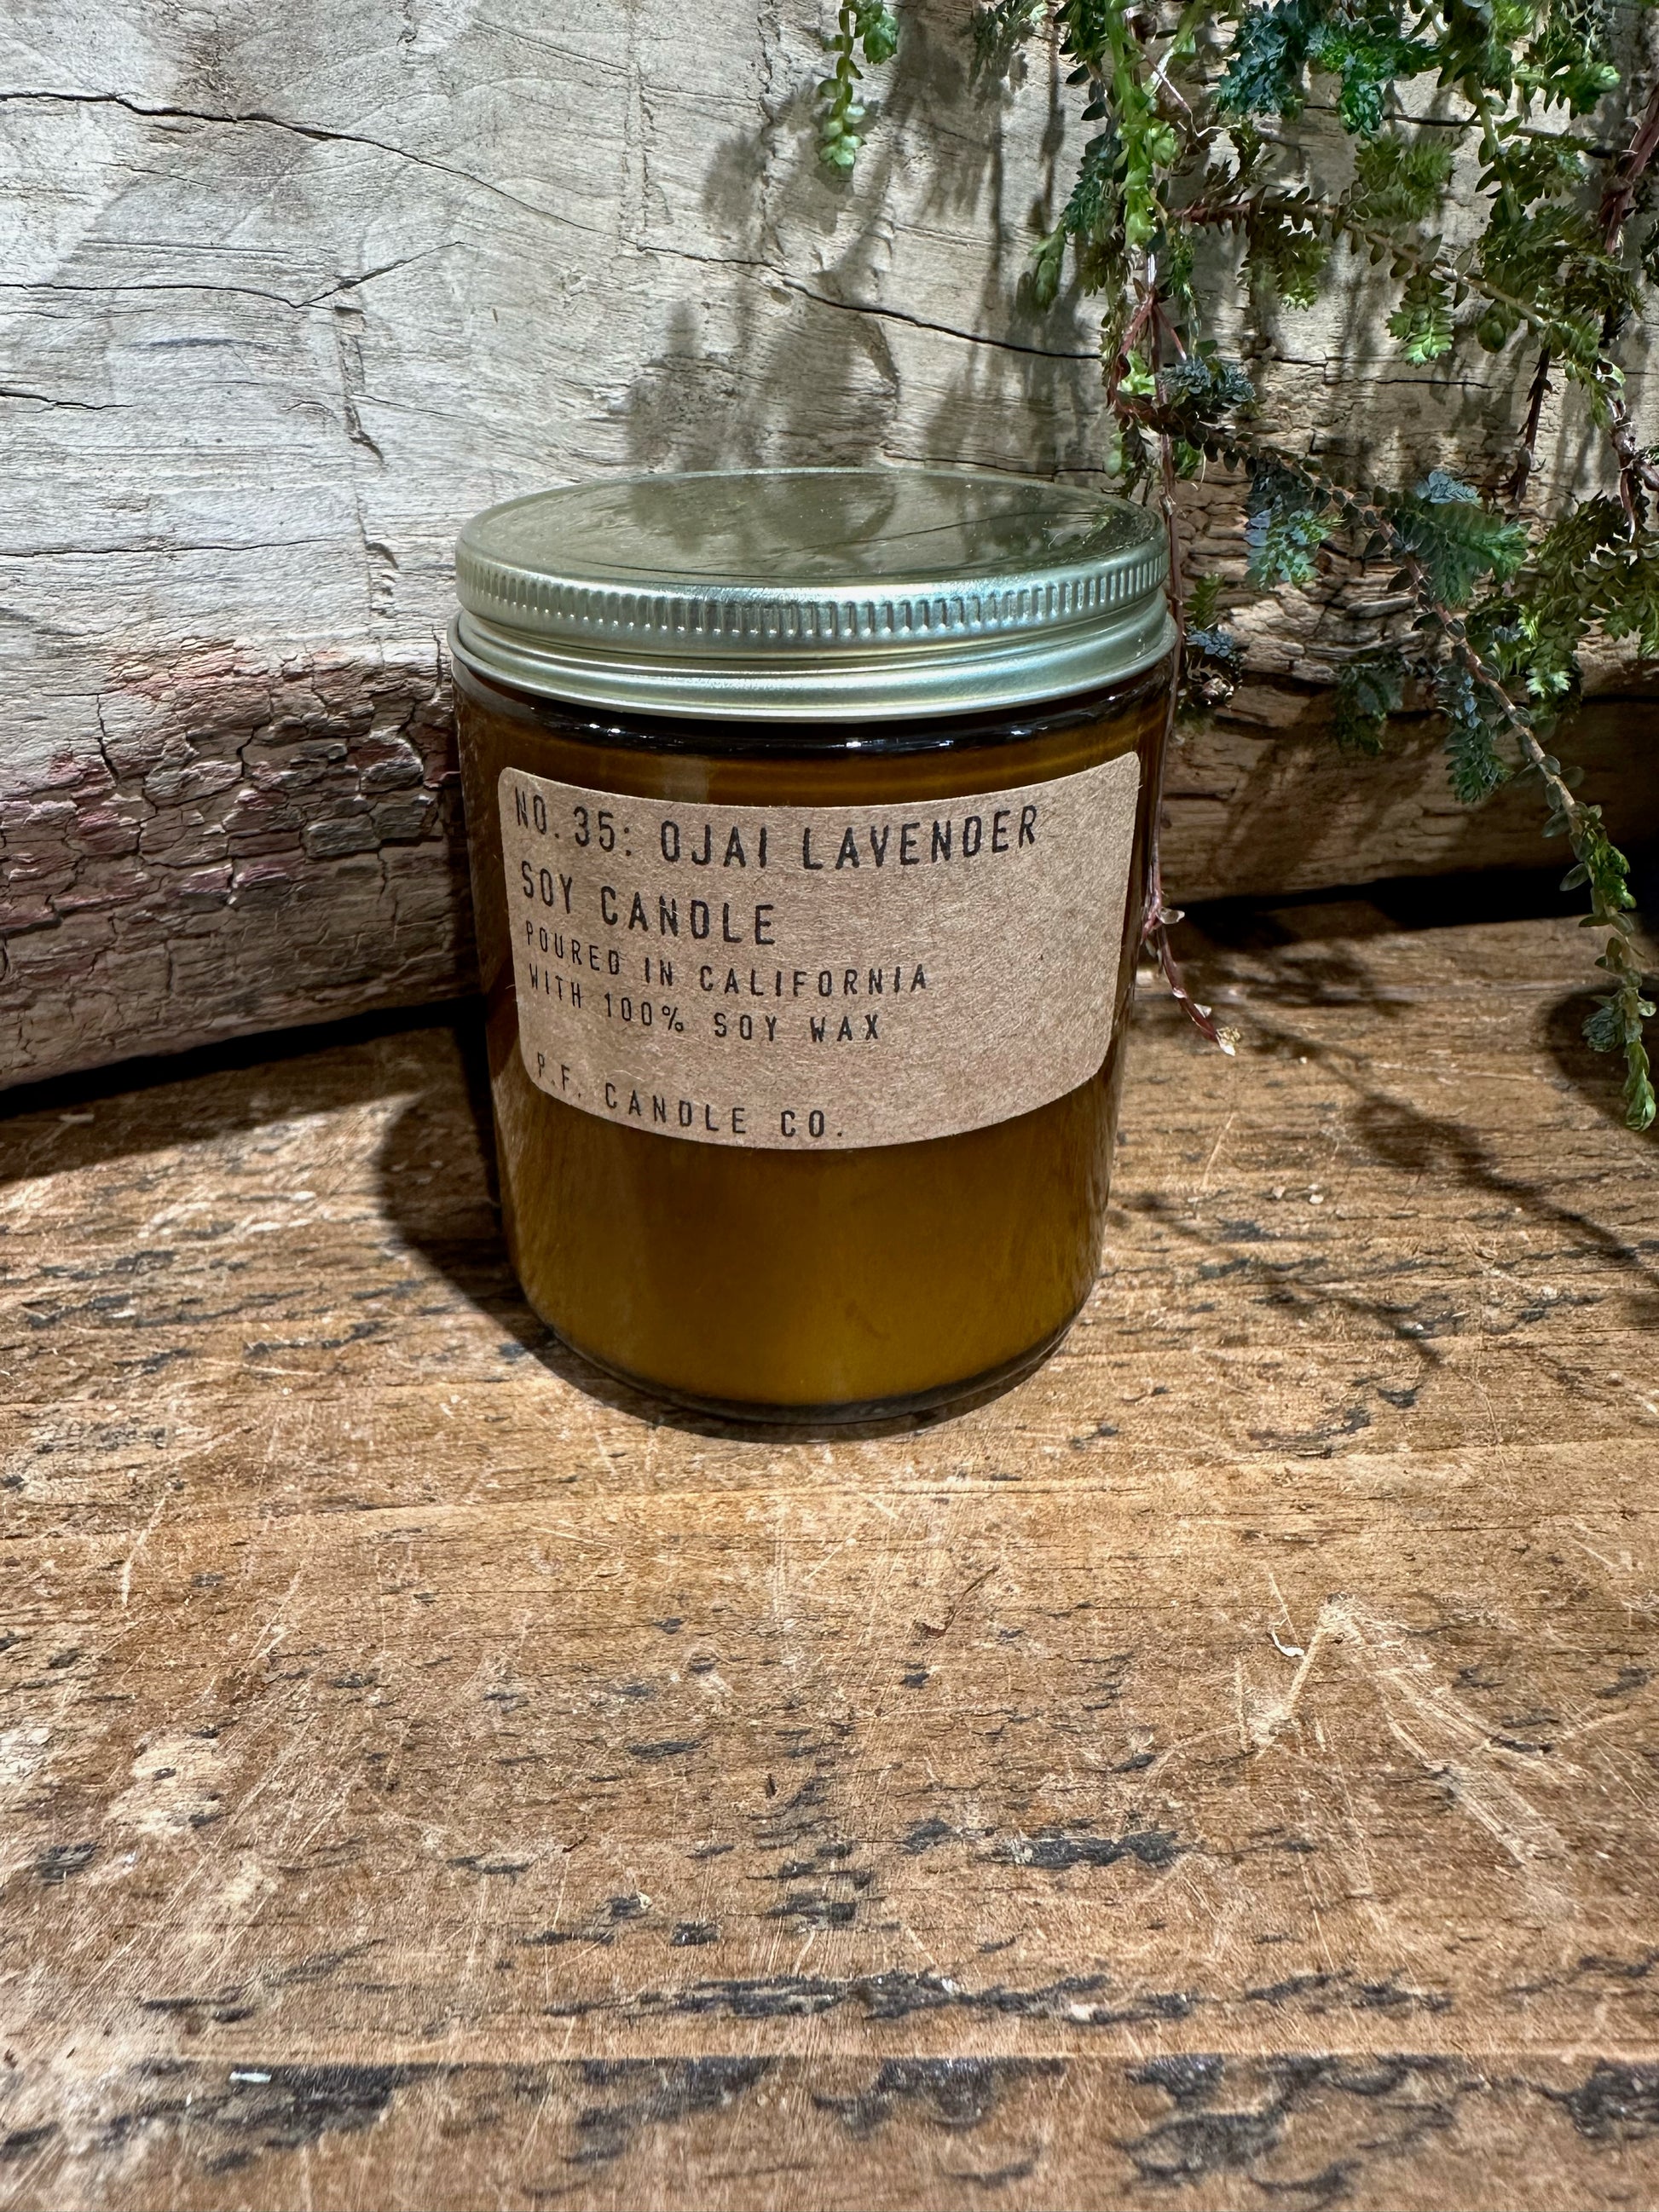 NO. 35: OJAI LAVENDER
SOY CANDLE
POURED IN CALIFORNIA
WITH 100% SOY WAX
P.F. CANDLE CO.